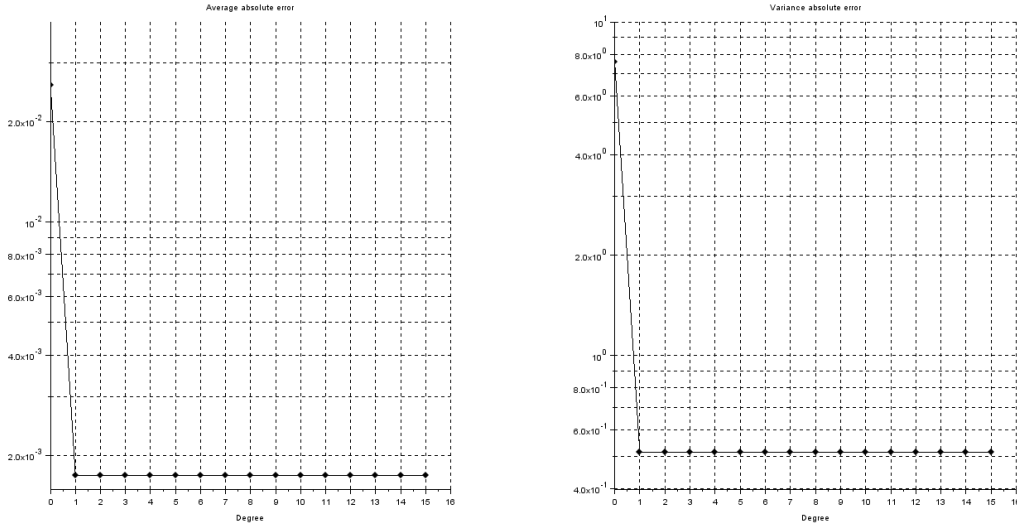 Average absolute error
2.0x10^-2
10^-2
8.0x10^-3
6.0x10^-3
4.0x10^-3
2.0x10^-3
0 1 2 3 4 5 6 7 8 9 10 11 12 13 14 15 16
Degree
Variance absolute error
10^1
8.0x10^0
6.0x10^0
4.0x10^0
2.0x10^0
10^0
8.0x10^-1
6.0x10^-1
4.0x10^-1
0 1 2 3 4 5 6 7 8 9 10 11 12 13 14 15
Degree